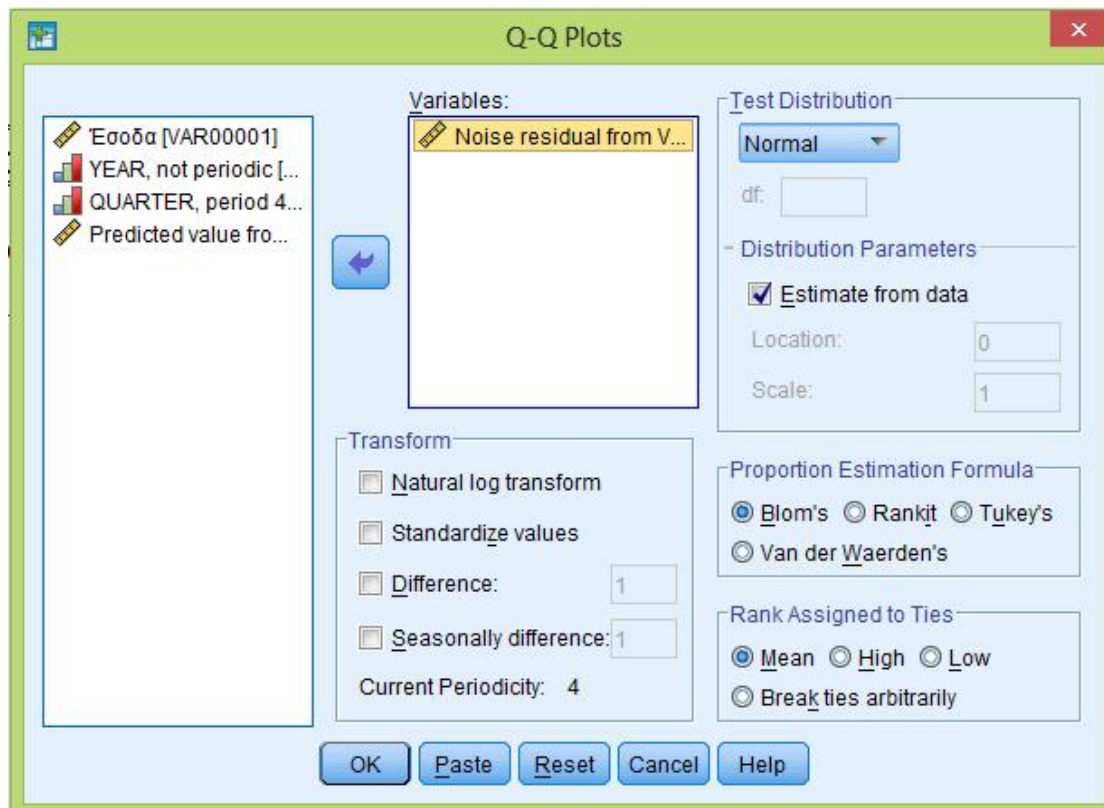 Q-Q Plots
Έσοδα [VAR00001]
YEAR, not periodic [...
QUARTER, period 4...
Predicted value fro...
Variables:
Noise residual from V...
Transform
Natural log transform
Standardize values
Difference: 1
Seasonally difference: 1
Current Periodicity: 4
Test Distribution
Normal
df:
Distribution Parameters
Estimate from data
Location: 0
Scale: 1
Proportion Estimation Formula
Blom's Rankit Tukey's
Van der Waerden's
Rank Assigned to Ties
Mean High Low
Break ties arbitrarily
OK Paste Reset Cancel Help